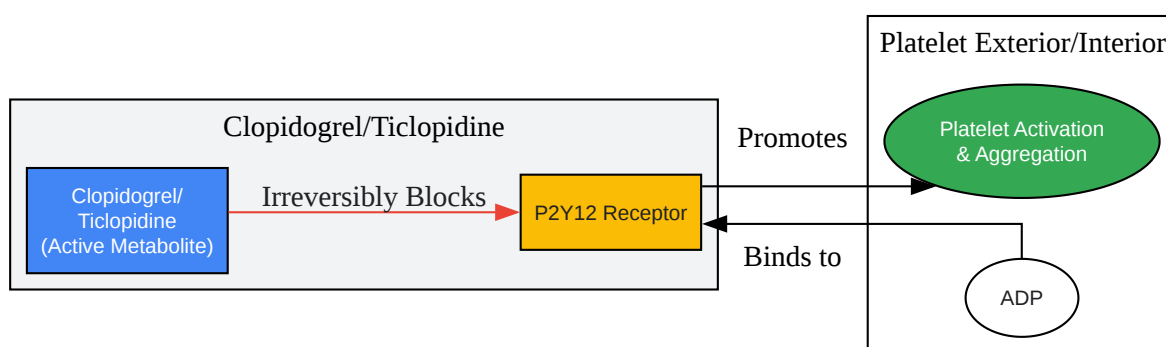 Platelet Exterior/Interior
Clopidogrel/Ticlopidine
Promotes
Platelet Activation
& Aggregation
Clopidogrel/
Ticlopidine
(Active Metabolite)
Irreversibly Blocks
P2Y12 Receptor
Binds to
ADP